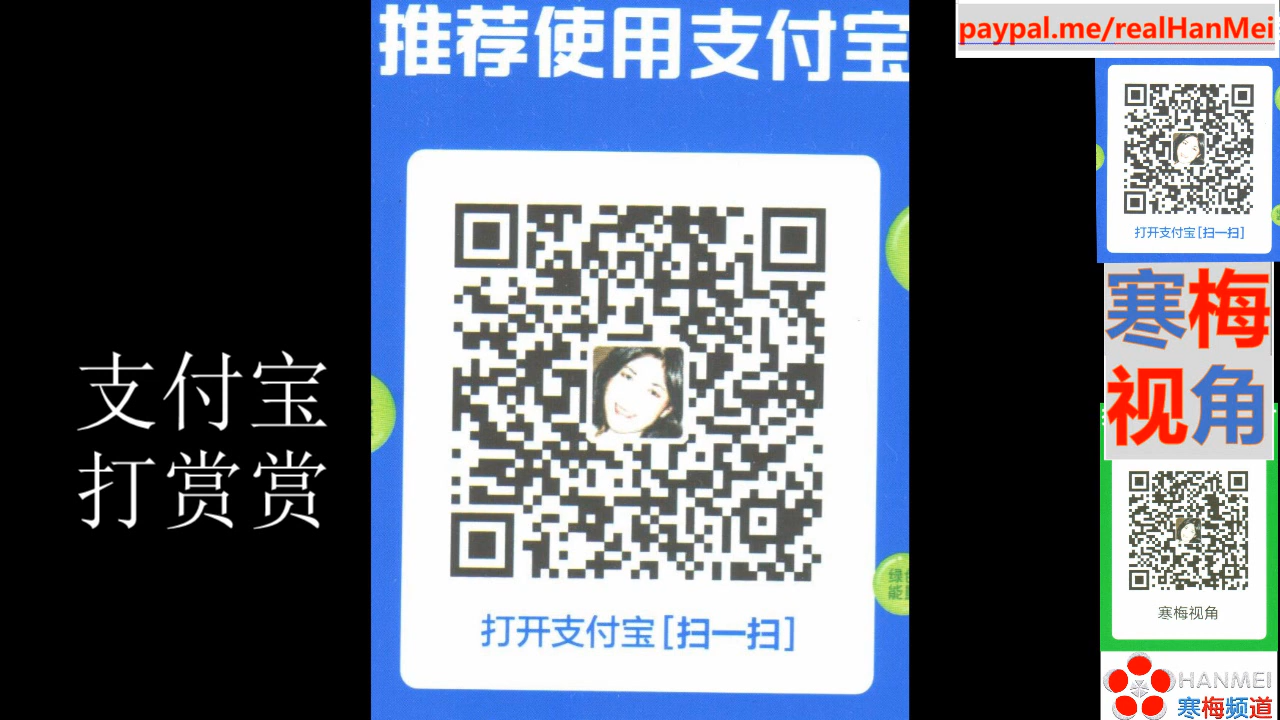 推荐使用支付宝
支付宝
打赏赏
打开支付宝[扫一扫]
paypal.me/realHanMei
打开支付宝[扫一扫]
寒梅
视角
寒梅视角
HANMEI
寒梅频道